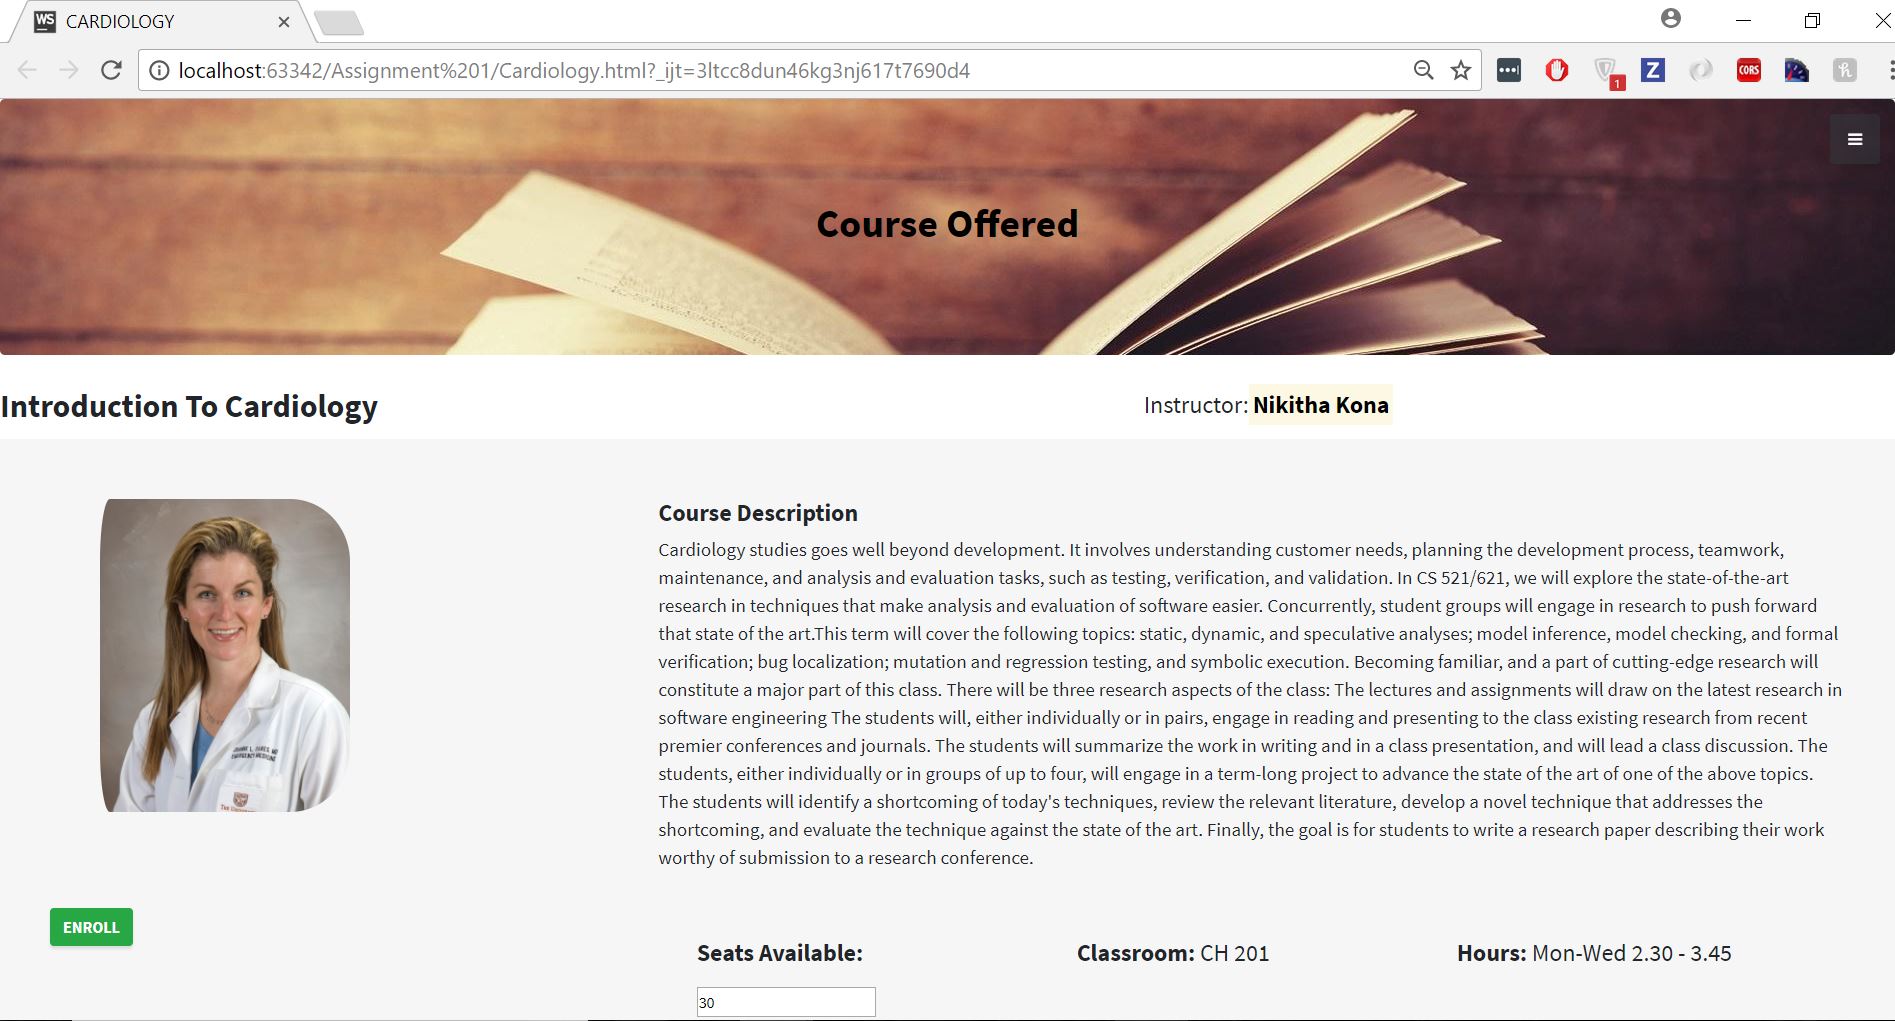 WS CARDIOLOGY
localhost:63342/Assignment%201/Cardiology.html?_ijt=3ltcc8dun46kg3nj617t7690d4
1
Z
CORS
Course Offered
Introduction To Cardiology
Instructor: Nikitha Kona
Course Description
Cardiology studies goes well beyond development. It involves understanding customer needs, planning the development process, teamwork,
maintenance, and analysis and evaluation tasks, such as testing, verification, and validation. In CS 521/621, we will explore the state-of-the-art
research in techniques that make analysis and evaluation of software easier. Concurrently, student groups will engage in research to push forward
that state of the art.This term will cover the following topics: static, dynamic, and speculative analyses; model inference, model checking, and formal
verification; bug localization; mutation and regression testing, and symbolic execution. Becoming familiar, and a part of cutting-edge research will
constitute a major part of this class. There will be three research aspects of the class: The lectures and assignments will draw on the latest research in
software engineering The students will, either individually or in pairs, engage in reading and presenting to the class existing research from recent
premier conferences and journals. The students will summarize the work in writing and in a class presentation, and will lead a class discussion. The
students, either individually or in groups of up to four, will engage in a term-long project to advance the state of the art of one of the above topics.
The students will identify a shortcoming of today's techniques, review the relevant literature, develop a novel technique that addresses the
shortcoming, and evaluate the technique against the state of the art. Finally, the goal is for students to write a research paper describing their work
worthy of submission to a research conference.
ENROLL
Seats Available:
Classroom: CH 201
Hours: Mon-Wed 2.30 - 3.45
30